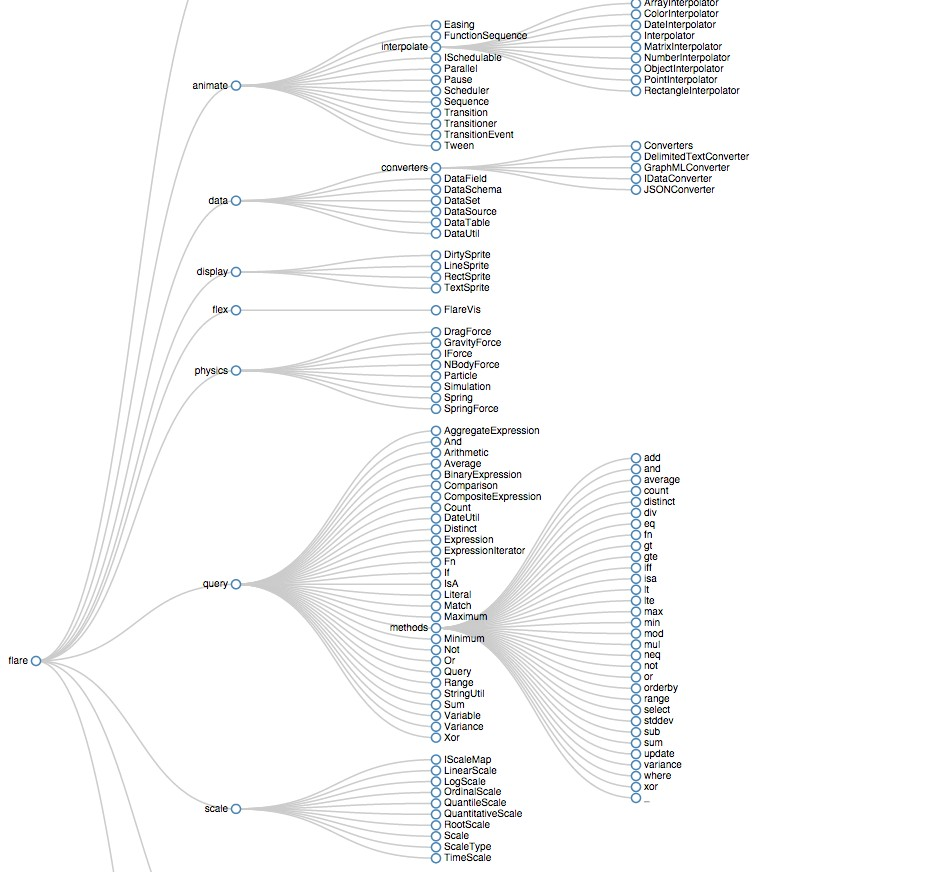 flare
animate
Easing
FunctionSequence
interpolate
ArrayInterpolator
ColorInterpolator
DateInterpolator
Interpolator
MatrixInterpolator
NumberInterpolator
ObjectInterpolator
PointInterpolator
RectangleInterpolator
ISchedulable
Parallel
Pause
Scheduler
Sequence
Transition
Transitioner
TransitionEvent
Tween
data
converters
Converters
DelimitedTextConverter
GraphMLConverter
IDataConverter
JSONConverter
DataField
DataSchema
DataSet
DataSource
DataTable
DataUtil
display
DirtySprite
LineSprite
RectSprite
TextSprite
flex
FlareVis
physics
DragForce
GravityForce
IForce
NBodyForce
Particle
Simulation
Spring
SpringForce
query
AggregateExpression
And
Arithmetic
Average
BinaryExpression
Comparison
CompositeExpression
Count
DateUtil
Distinct
Expression
ExpressionIterator
Fn
If
IsA
Literal
Match
Maximum
methods
add
and
average
count
distinct
div
eq
fn
gt
gte
iff
isa
lt
lte
max
min
mod
mul
neq
not
or
orderby
range
select
stddev
sub
sum
update
variance
where
xor
_
Minimum
Not
Or
Query
Range
StringUtil
Sum
Variable
Variance
Xor
scale
IScaleMap
LinearScale
LogScale
OrdinalScale
QuantileScale
QuantitativeScale
RootScale
Scale
ScaleType
TimeScale